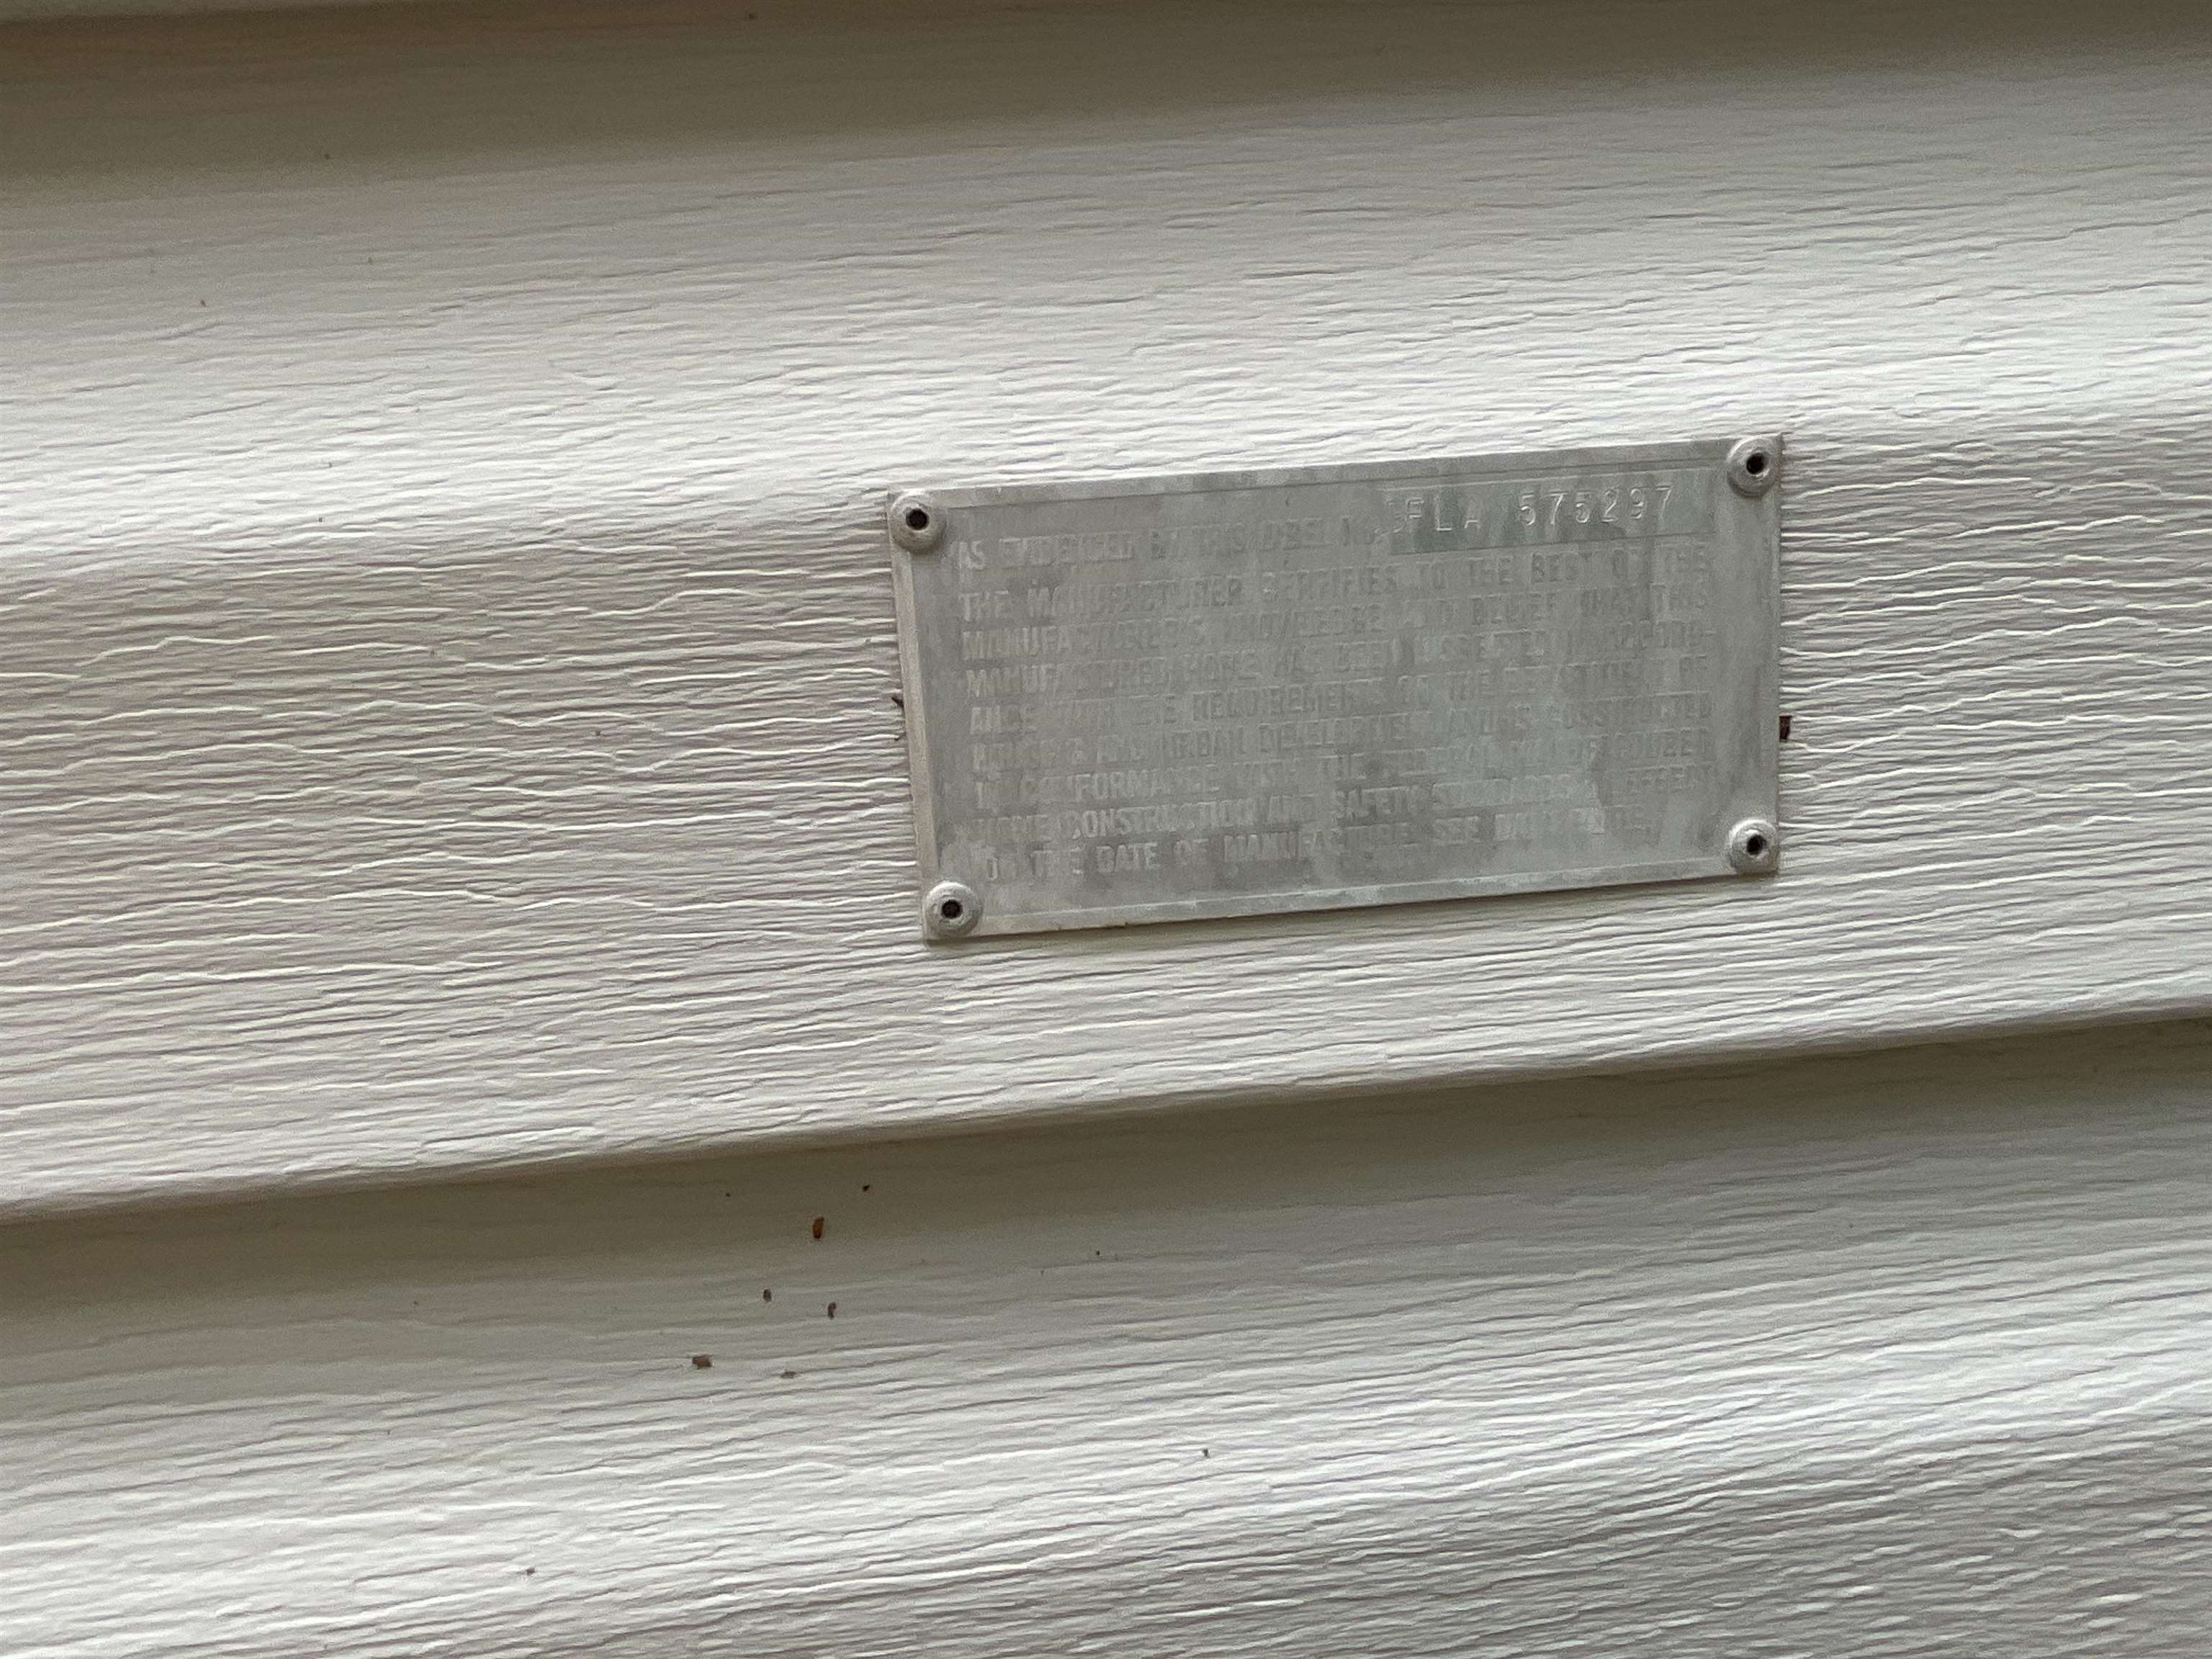 AS EVIDENCED BY THIS LABEL NO. FLA 575297
THE MANUFACTURER CERTIFIES TO THE BEST OF THE
MANUFACTURER'S KNOWLEDGE AND BELIEF THAT THIS
MANUFACTURED HOME HAS BEEN INSPECTED IN ACCORD-
ANCE WITH THE REQUIREMENTS OF THE DEPARTMENT OF
HOUSING AND URBAN DEVELOPMENT AND IS CONSTRUCTED
IN CONFORMANCE WITH THE FEDERAL MANUFACTURED
HOME CONSTRUCTION AND SAFETY STANDARDS IN EFFECT
ON THE DATE OF MANUFACTURE. SEE DATA PLATE.